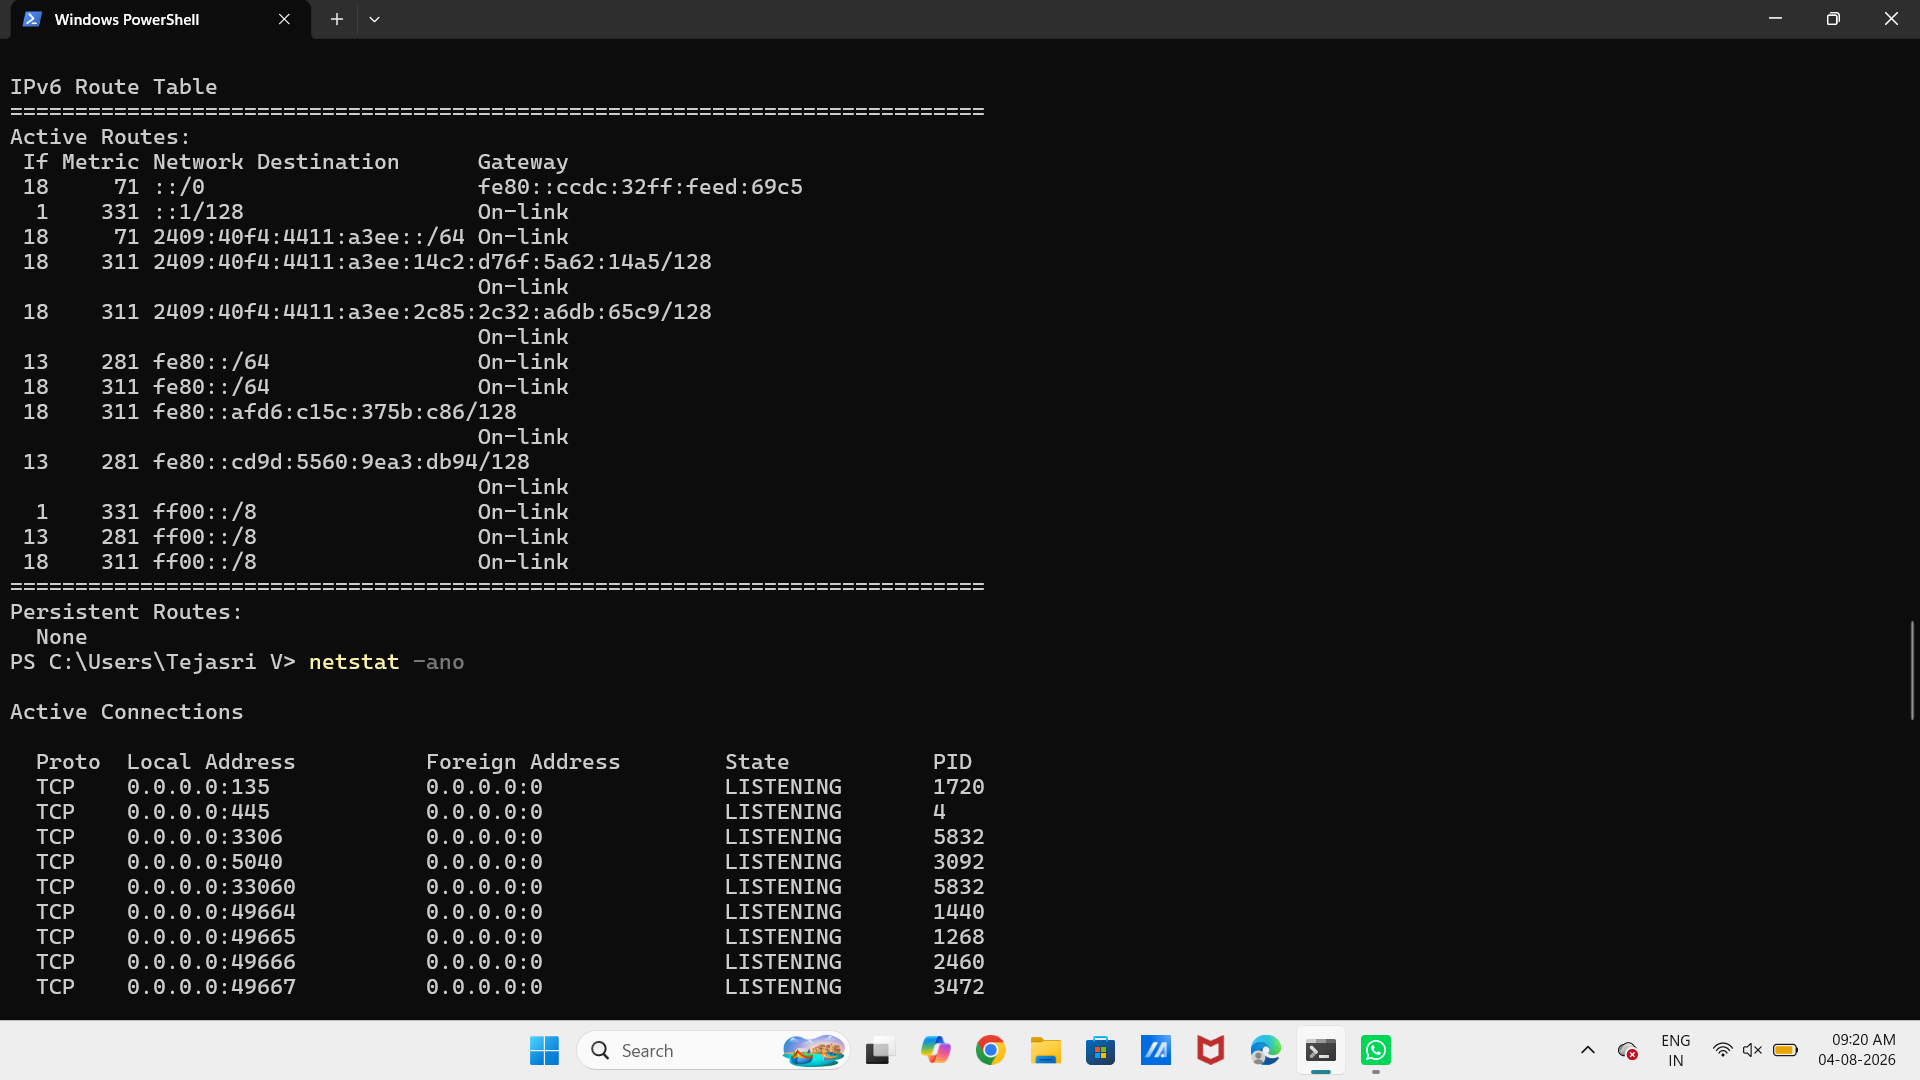 Windows PowerShell
IPv6 Route Table
===========================================================================
Active Routes:
 If Metric Network Destination      Gateway
 18     71 ::/0                     fe80::ccdc:32ff:feed:69c5
  1    331 ::1/128                  On-link
 18     71 2409:40f4:4411:a3ee::/64 On-link
 18    311 2409:40f4:4411:a3ee:14c2:d76f:5a62:14a5/128
                                    On-link
 18    311 2409:40f4:4411:a3ee:2c85:2c32:a6db:65c9/128
                                    On-link
 13    281 fe80::/64                On-link
 18    311 fe80::/64                On-link
 18    311 fe80::afd6:c15c:375b:c86/128
                                    On-link
 13    281 fe80::cd9d:5560:9ea3:db94/128
                                    On-link
  1    331 ff00::/8                 On-link
 13    281 ff00::/8                 On-link
 18    311 ff00::/8                 On-link
===========================================================================
Persistent Routes:
  None
PS C:\Users\Tejasri V> netstat -ano
Active Connections
  Proto  Local Address          Foreign Address        State           PID
  TCP    0.0.0.0:135            0.0.0.0:0              LISTENING       1720
  TCP    0.0.0.0:445            0.0.0.0:0              LISTENING       4
  TCP    0.0.0.0:3306           0.0.0.0:0              LISTENING       5832
  TCP    0.0.0.0:5040           0.0.0.0:0              LISTENING       3092
  TCP    0.0.0.0:33060          0.0.0.0:0              LISTENING       5832
  TCP    0.0.0.0:49664          0.0.0.0:0              LISTENING       1440
  TCP    0.0.0.0:49665          0.0.0.0:0              LISTENING       1268
  TCP    0.0.0.0:49666          0.0.0.0:0              LISTENING       2460
  TCP    0.0.0.0:49667          0.0.0.0:0              LISTENING       3472
Search
ENG
IN
09:20 AM
04-08-2026